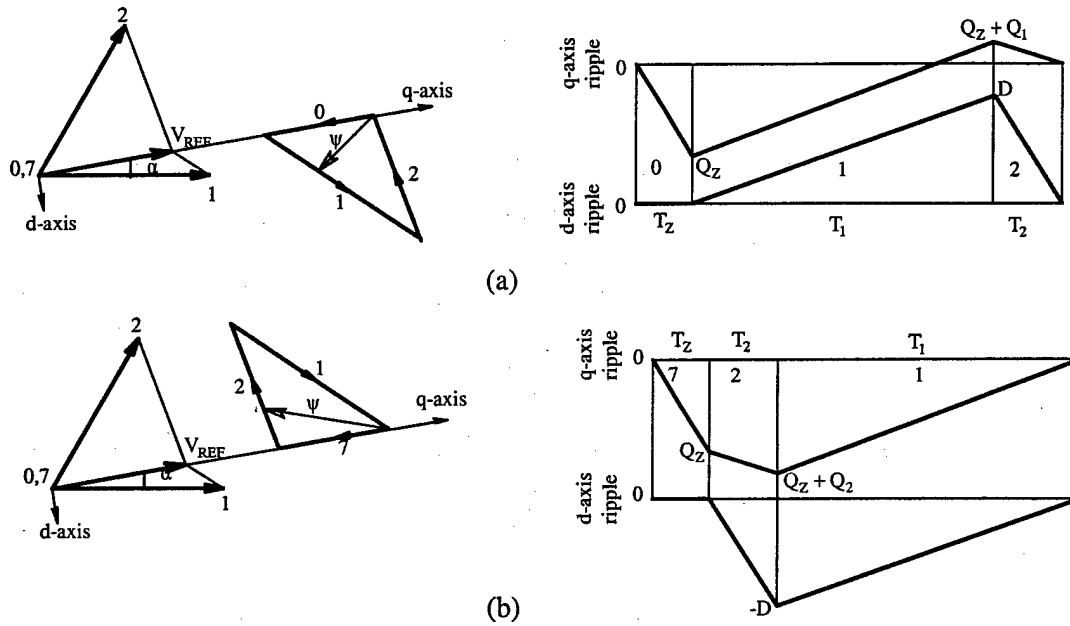 2
V_REF
0,7
α
1
d-axis
q-axis
0
ψ
1
2
q-axis ripple
0
Q_Z + Q_1
D
Q_Z
0
1
2
d-axis ripple
0
T_Z
T_1
T_2
(a)
2
V_REF
0,7
α
1
d-axis
q-axis
2
1
ψ
7
q-axis ripple
0
T_Z
T_2
T_1
7
2
1
Q_Z
Q_Z + Q_2
d-axis ripple
0
-D
(b)